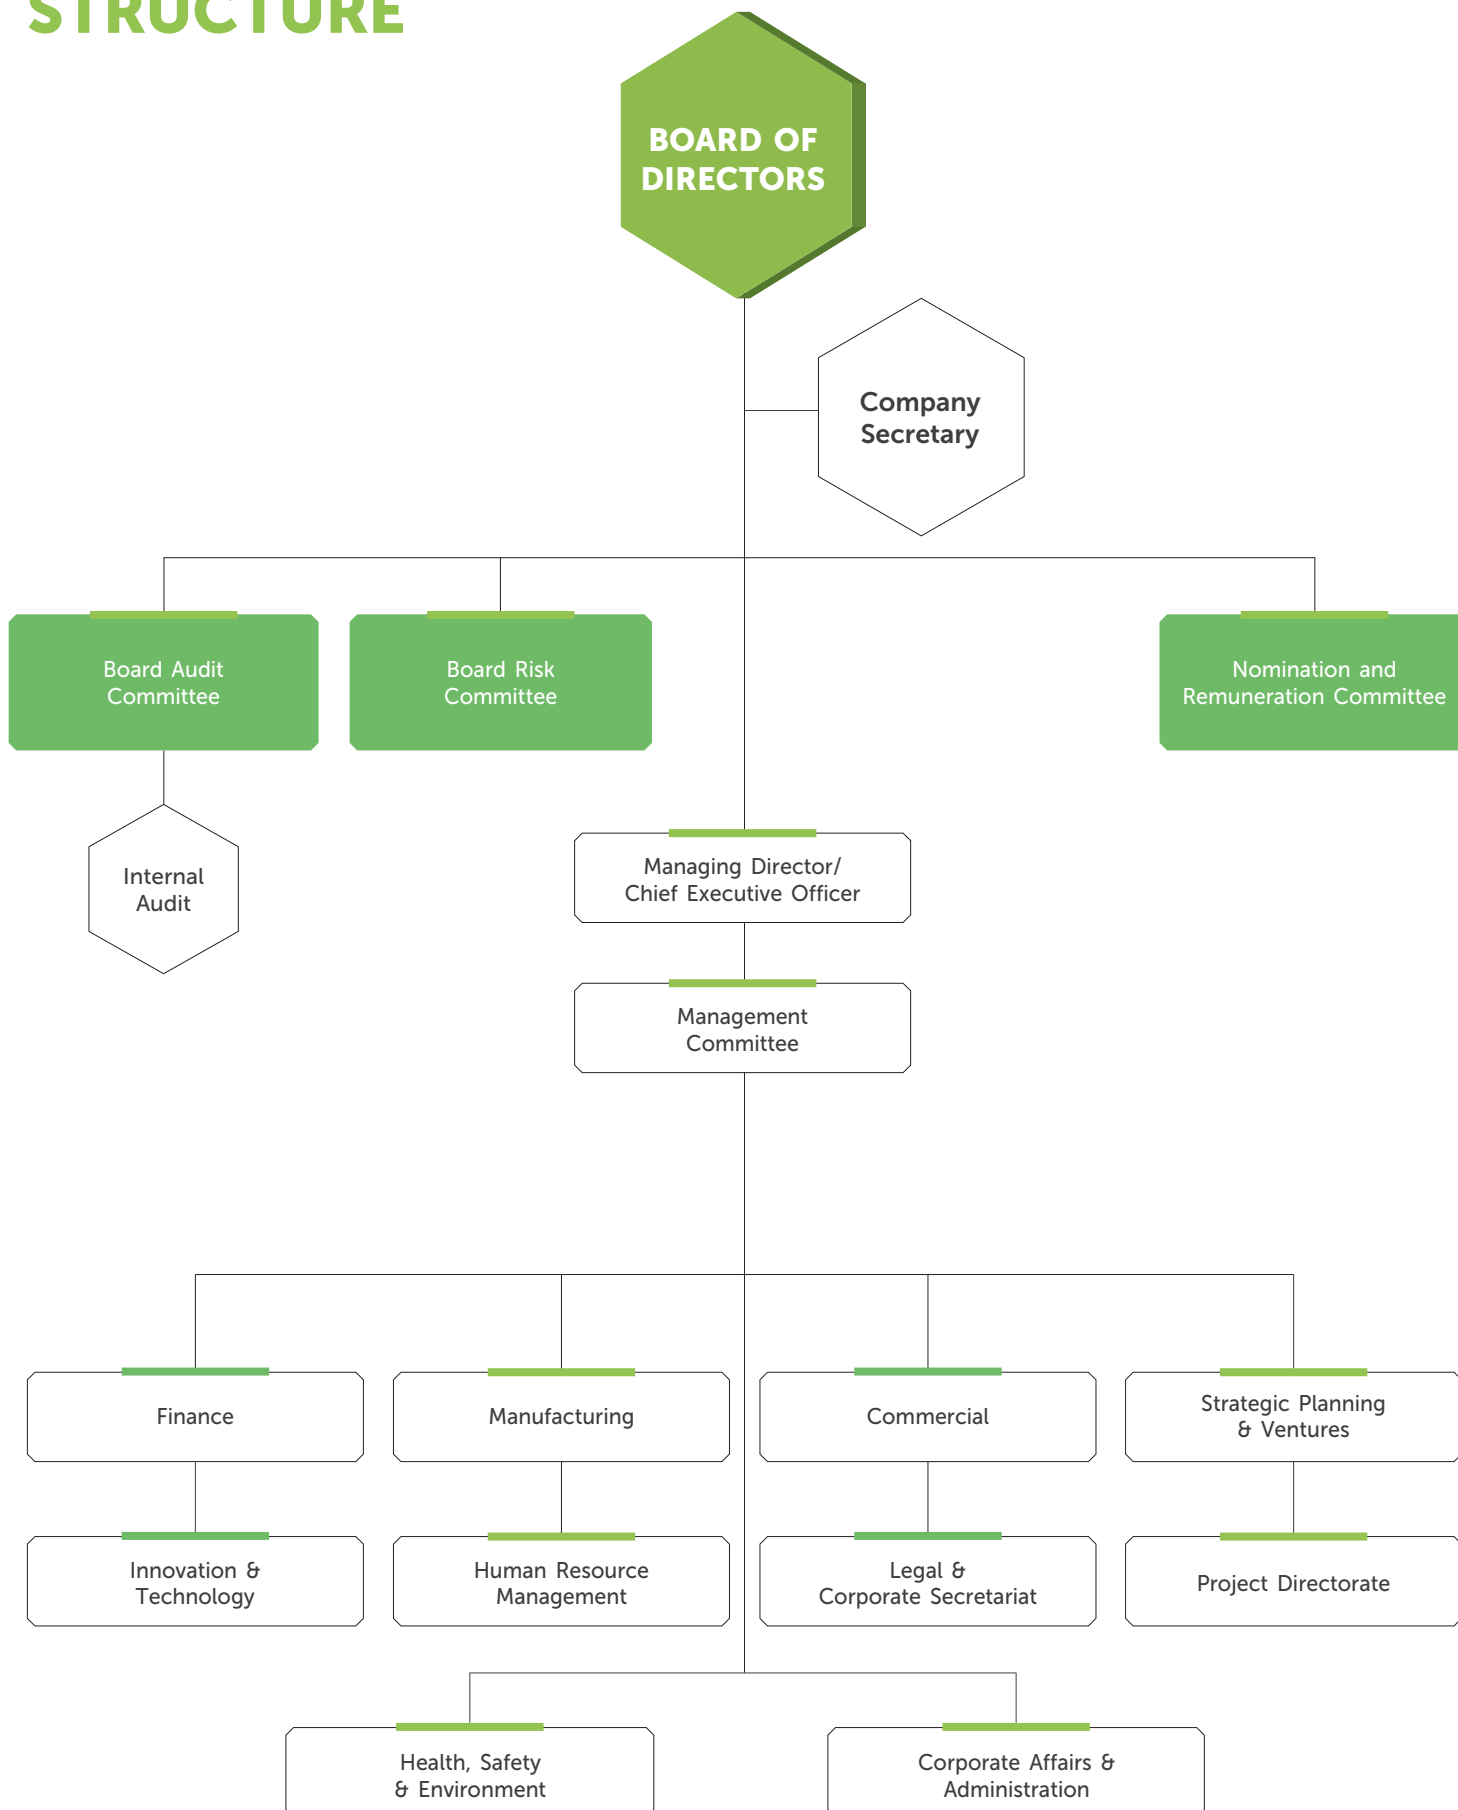 STRUCTURE
BOARD OF
DIRECTORS
Company
Secretary
Board Audit
Committee
Board Risk
Committee
Nomination and
Remuneration Committee
Internal
Audit
Managing Director/
Chief Executive Officer
Management
Committee
Finance
Manufacturing
Commercial
Strategic Planning
& Ventures
Innovation &
Technology
Human Resource
Management
Legal &
Corporate Secretariat
Project Directorate
Health, Safety
& Environment
Corporate Affairs &
Administration